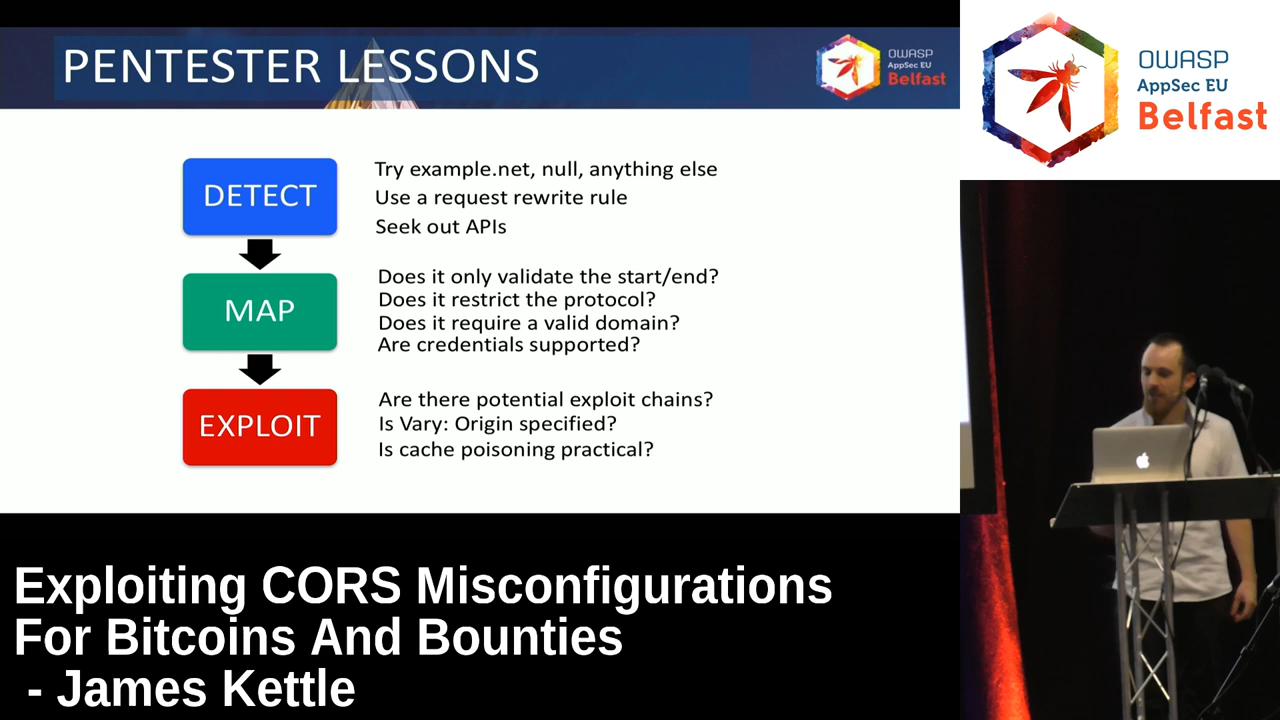 PENTESTER LESSONS
OWASP
AppSec EU
Belfast
DETECT
Try example.net, null, anything else
Use a request rewrite rule
Seek out APIs
MAP
Does it only validate the start/end?
Does it restrict the protocol?
Does it require a valid domain?
Are credentials supported?
EXPLOIT
Are there potential exploit chains?
Is Vary: Origin specified?
Is cache poisoning practical?
OWASP
AppSec EU
Belfast
Exploiting CORS Misconfigurations
For Bitcoins And Bounties
- James Kettle